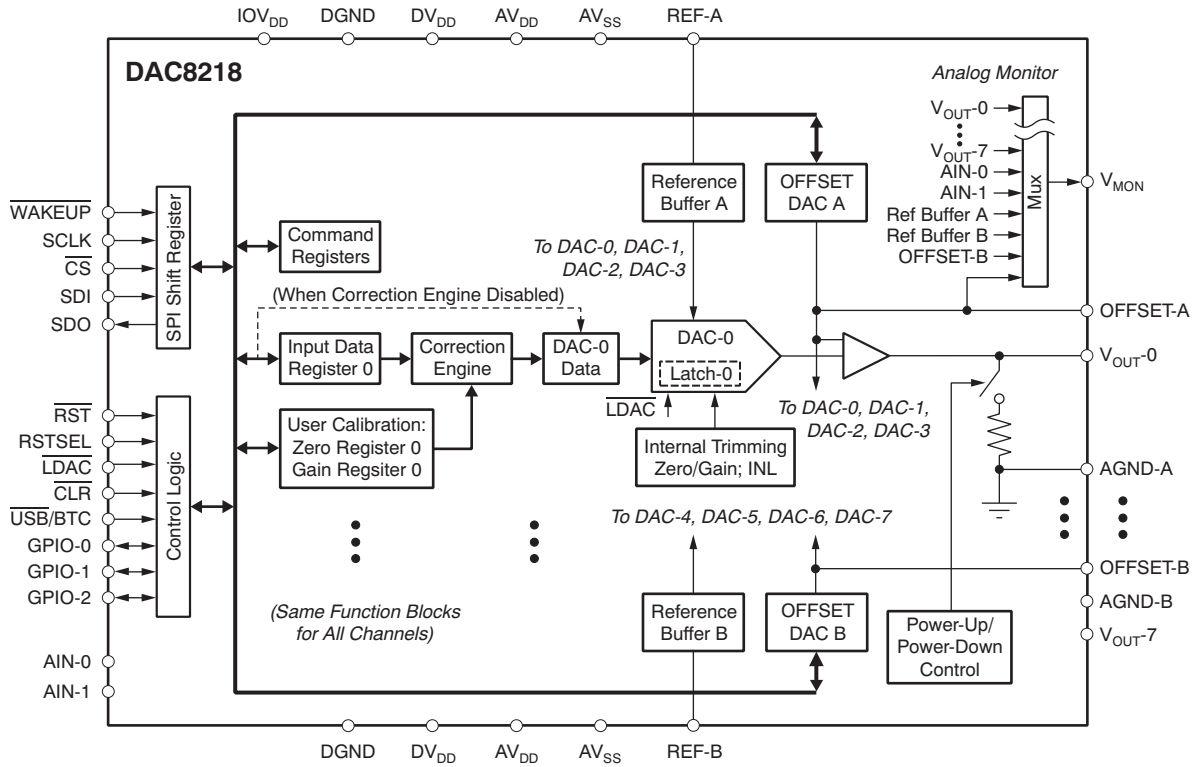 IOVDD DGND DVDD AVDD AVSS REF-A
DAC8218
Analog Monitor
VOUT-0
VOUT-7
AIN-0
AIN-1
Ref Buffer A
Ref Buffer B
OFFSET-B
Mux
VMON
WAKEUP
SCLK
CS
SDI
SDO
SPI Shift Register
Command
Registers
Reference
Buffer A
OFFSET
DAC A
To DAC-0, DAC-1,
DAC-2, DAC-3
(When Correction Engine Disabled)
Input Data
Register 0
Correction
Engine
DAC-0
Data
DAC-0
Latch-0
LDAC
OFFSET-A
VOUT-0
To DAC-0, DAC-1,
DAC-2, DAC-3
User Calibration:
Zero Register 0
Gain Regsiter 0
Internal Trimming
Zero/Gain; INL
AGND-A
RST
RSTSEL
LDAC
CLR
USB/BTC
GPIO-0
GPIO-1
GPIO-2
Control Logic
To DAC-4, DAC-5, DAC-6, DAC-7
OFFSET-B
(Same Function Blocks
for All Channels)
Reference
Buffer B
OFFSET
DAC B
Power-Up/
Power-Down
Control
AGND-B
VOUT-7
AIN-0
AIN-1
DGND DVDD AVDD AVSS REF-B